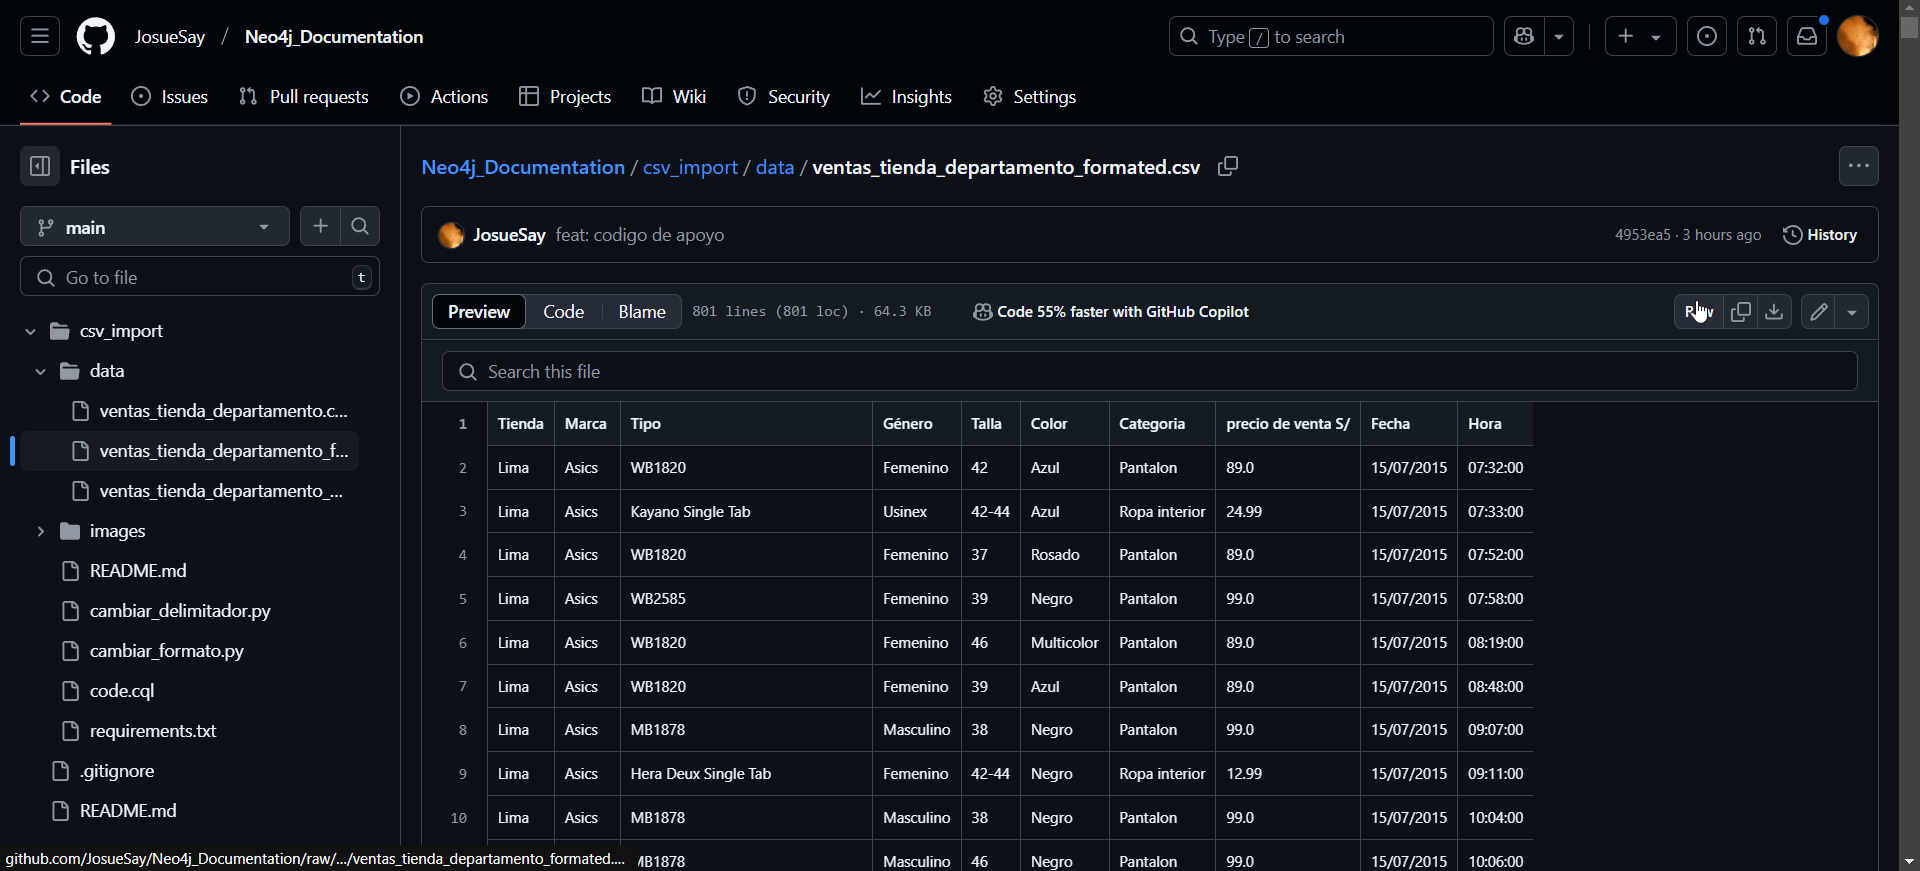 JosueSay / Neo4j_Documentation
Type / to search
Code Issues Pull requests Actions Projects Wiki Security Insights Settings
Files
main
Go to file t
csv_import
data
ventas_tienda_departamento.c...
ventas_tienda_departamento_f...
ventas_tienda_departamento_...
images
README.md
cambiar_delimitador.py
cambiar_formato.py
code.cql
requirements.txt
.gitignore
README.md
github.com/JosueSay/Neo4j_Documentation/raw/.../ventas_tienda_departamento_formated....
Neo4j_Documentation / csv_import / data / ventas_tienda_departamento_formated.csv
JosueSay feat: codigo de apoyo 4953ea5 · 3 hours ago History
Preview Code Blame 801 lines (801 loc) · 64.3 KB Code 55% faster with GitHub Copilot
Search this file
1 Tienda Marca Tipo Género Talla Color Categoria precio de venta S/ Fecha Hora
2 Lima Asics WB1820 Femenino 42 Azul Pantalon 89.0 15/07/2015 07:32:00
3 Lima Asics Kayano Single Tab Usinex 42-44 Azul Ropa interior 24.99 15/07/2015 07:33:00
4 Lima Asics WB1820 Femenino 37 Rosado Pantalon 89.0 15/07/2015 07:52:00
5 Lima Asics WB2585 Femenino 39 Negro Pantalon 99.0 15/07/2015 07:58:00
6 Lima Asics WB1820 Femenino 46 Multicolor Pantalon 89.0 15/07/2015 08:19:00
7 Lima Asics WB1820 Femenino 39 Azul Pantalon 89.0 15/07/2015 08:48:00
8 Lima Asics MB1878 Masculino 38 Negro Pantalon 99.0 15/07/2015 09:07:00
9 Lima Asics Hera Deux Single Tab Femenino 42-44 Negro Ropa interior 12.99 15/07/2015 09:11:00
10 Lima Asics MB1878 Masculino 38 Negro Pantalon 99.0 15/07/2015 10:04:00
Masculino 46 Negro Pantalon 99.0 15/07/2015 10:06:00